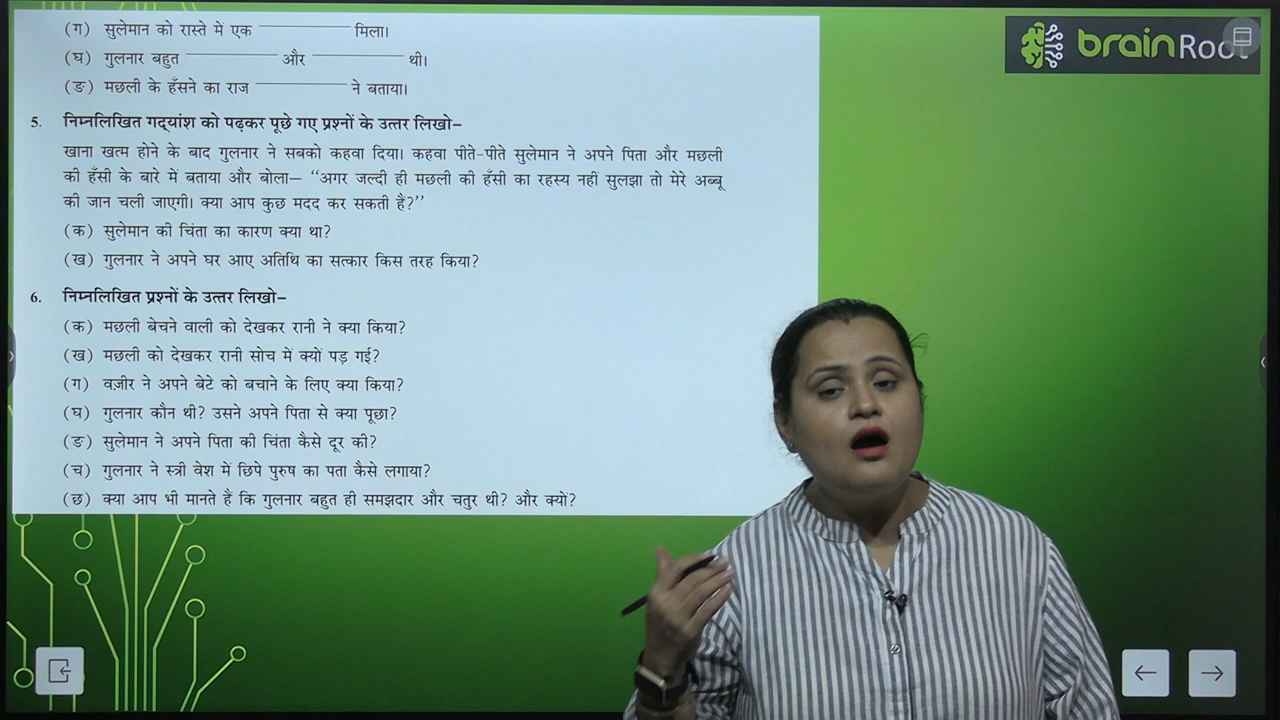 (ग) सुलेमान को रास्ते में एक ———— मिला।
(घ) गुलनार बहुत ———— और ———— थी।
(ङ) मछली के हँसने का राज ———— ने बताया।
5. निम्नलिखित गद्यांश को पढ़कर पूछे गए प्रश्नों के उत्तर लिखो–
खाना खत्म होने के बाद गुलनार ने सबको कहवा दिया। कहवा पीते-पीते सुलेमान ने अपने पिता और मछली
की हँसी के बारे में बताया और बोला— ‘‘अगर जल्दी ही मछली की हँसी का रहस्य नहीं सुलझा तो मेरे अब्बू
की जान चली जाएगी। क्या आप कुछ मदद कर सकती हैं?’’
(क) सुलेमान की चिंता का कारण क्या था?
(ख) गुलनार ने अपने घर आए अतिथि का सत्कार किस तरह किया?
6. निम्नलिखित प्रश्नों के उत्तर लिखो–
(क) मछली बेचने वाली को देखकर रानी ने क्या किया?
(ख) मछली को देखकर रानी सोच में क्यों पड़ गई?
(ग) वज़ीर ने अपने बेटे को बचाने के लिए क्या किया?
(घ) गुलनार कौन थी? उसने अपने पिता से क्या पूछा?
(ङ) सुलेमान ने अपने पिता की चिंता कैसे दूर की?
(च) गुलनार ने स्त्री वेश में छिपे पुरुष का पता कैसे लगाया?
(छ) क्या आप भी मानते हैं कि गुलनार बहुत ही समझदार और चतुर थी? और क्यों?
brainRoot